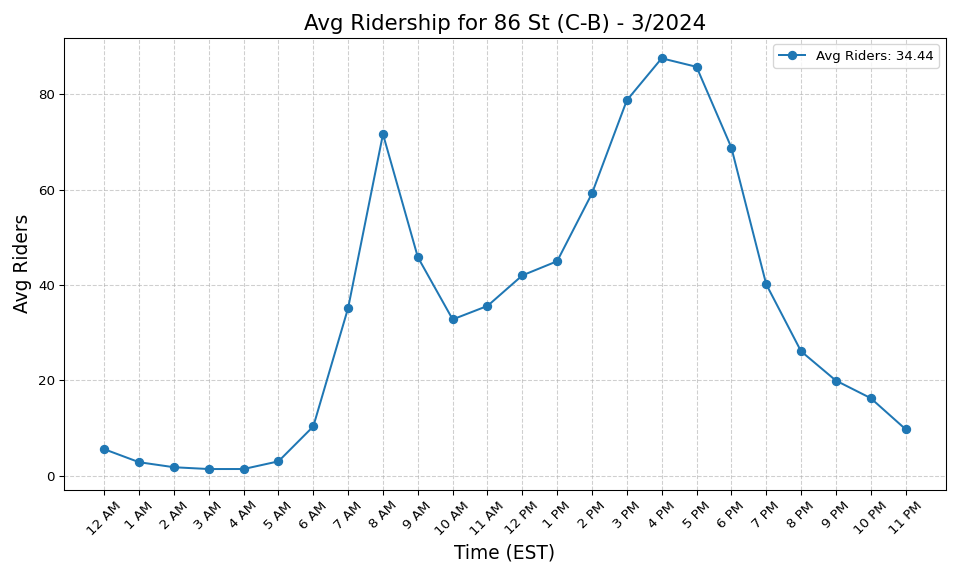 Avg Ridership for 86 St (C-B) - 3/2024
Avg Riders: 34.44
Avg Riders
80
60
40
20
0
12 AM
1 AM
2 AM
3 AM
4 AM
5 AM
6 AM
7 AM
8 AM
9 AM
10 AM
11 AM
12 PM
1 PM
2 PM
3 PM
4 PM
5 PM
6 PM
7 PM
8 PM
9 PM
10 PM
11 PM
Time (EST)